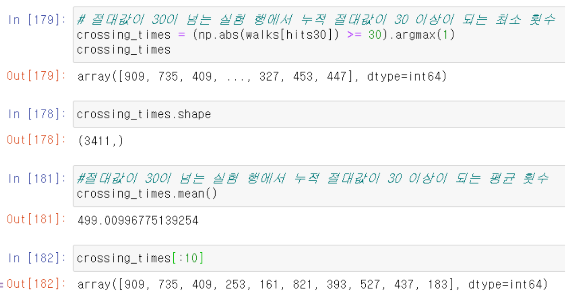 In [179]: # 절대값이 30이 넘는 실험 행에서 누적 절대값이 30 이상이 되는 최소 횟수
crossing_times = (np.abs(walks[hits30]) >= 30).argmax(1)
crossing_times
Out[179]: array([909, 735, 409, ..., 327, 453, 447], dtype=int64)
In [178]: crossing_times.shape
Out[178]: (3411,)
In [181]: #절대값이 30이 넘는 실험 행에서 누적 절대값이 30 이상이 되는 평균 횟수
crossing_times.mean()
Out[181]: 499.00996775139254
In [182]: crossing_times[:10]
Out[182]: array([909, 735, 409, 253, 161, 821, 393, 527, 437, 183], dtype=int64)